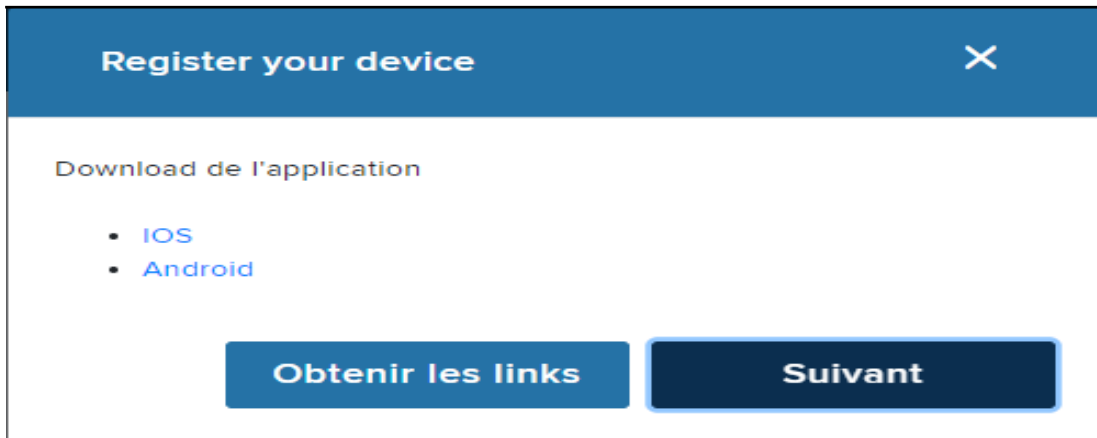 Register your device
Download de l'application
IOS
Android
Obtenir les links
Suivant